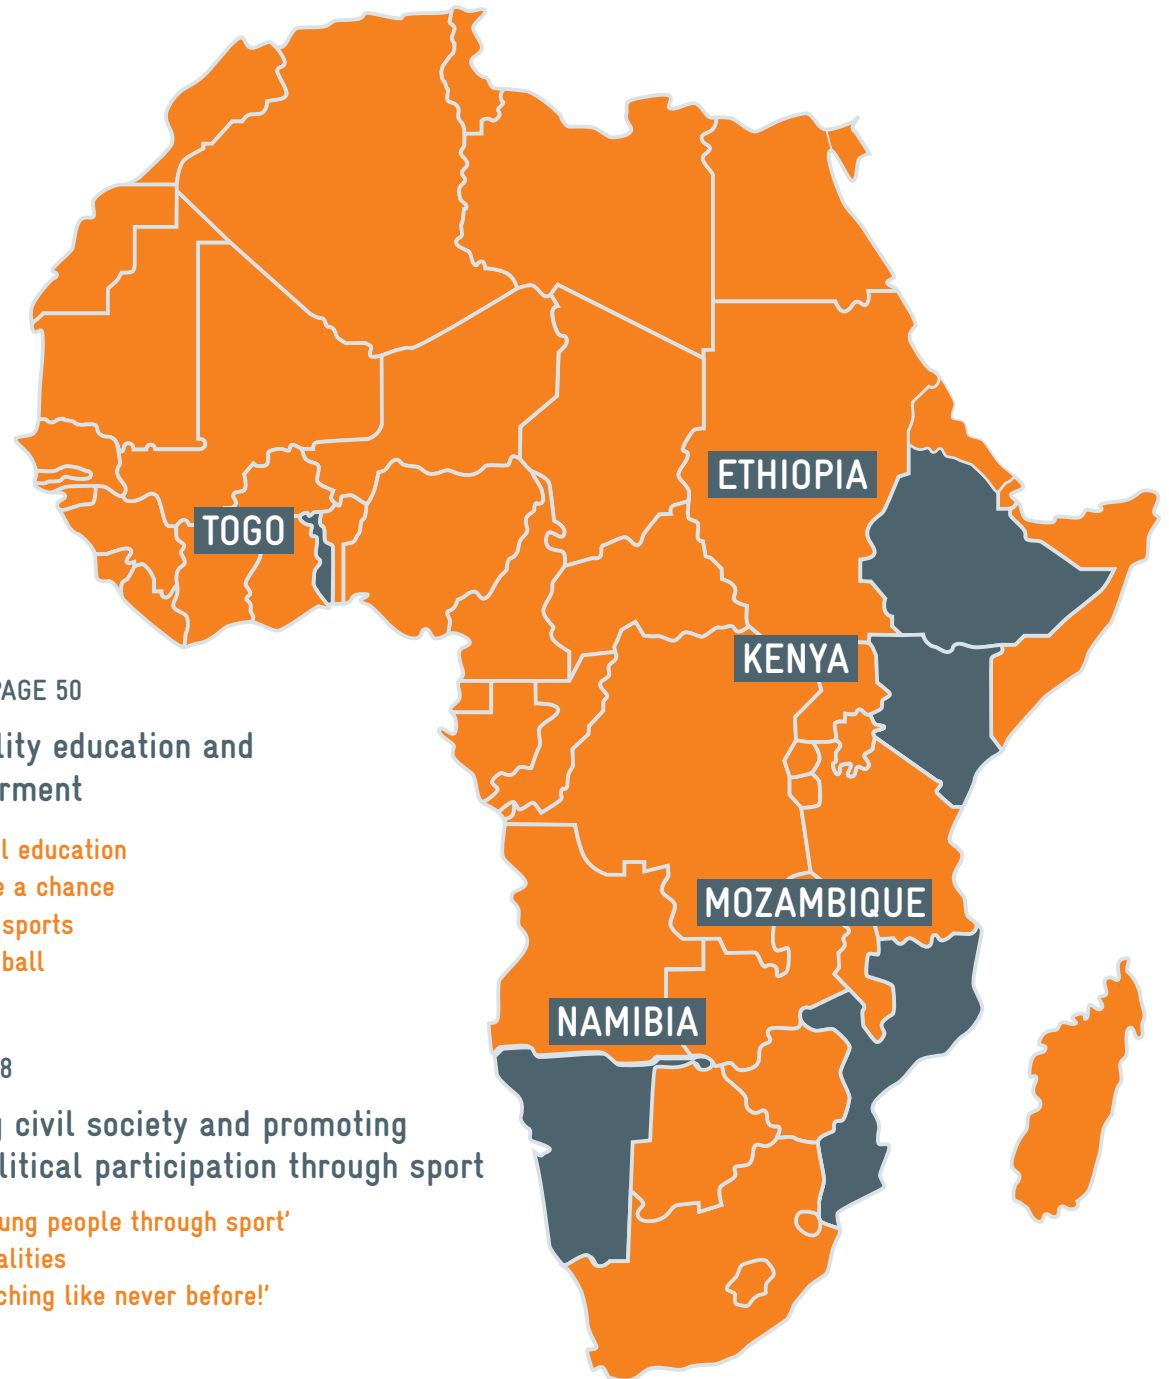 ETHIOPIA
TOGO
KENYA
MOZAMBIQUE
NAMIBIA
PAGE 50
lity education and
rment
l education
e a chance
sports
ball
8
g civil society and promoting
litical participation through sport
ung people through sport’
alities
ching like never before!’